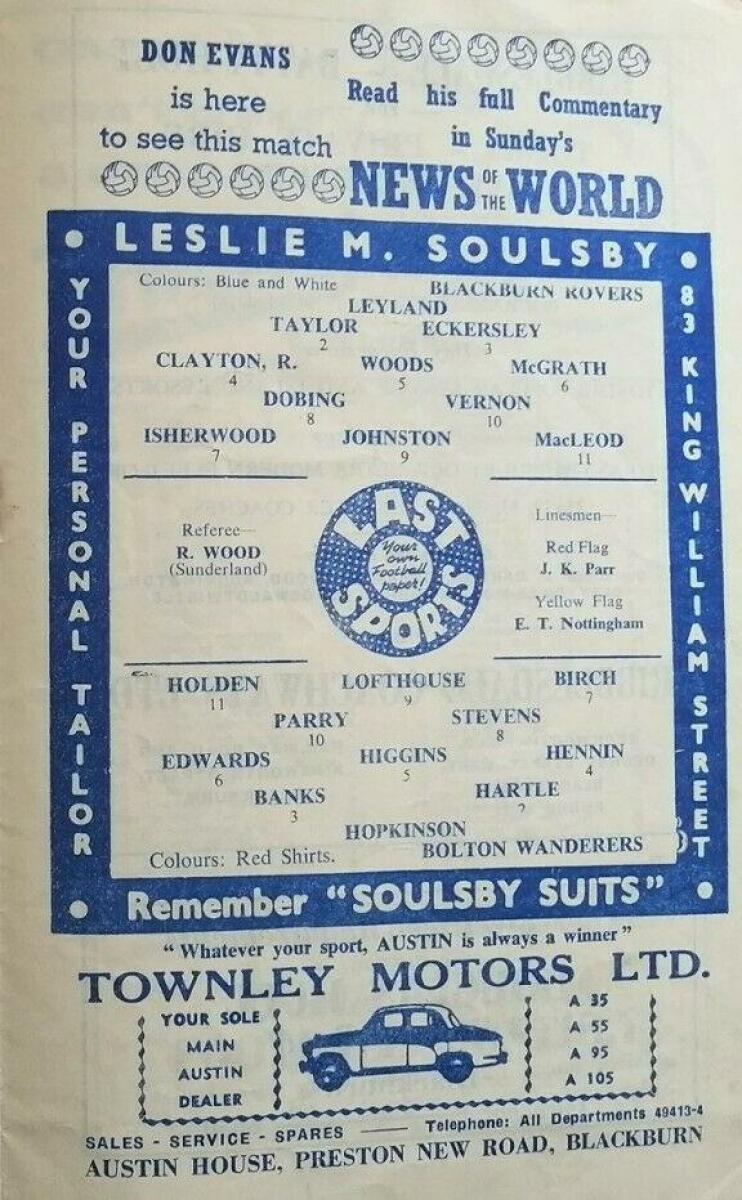 DON EVANS
is here
to see this match
Read his full Commentary
in Sunday's
NEWS OF THE WORLD
LESLIE M. SOULSBY
YOUR PERSONAL TAILOR
83 KING WILLIAM STREET
Colours: Blue and White BLACKBURN ROVERS
LEYLAND
TAYLOR ECKERSLEY
2 3
CLAYTON, R. WOODS McGRATH
4 5 6
DOBING VERNON
8 10
ISHERWOOD JOHNSTON MacLEOD
7 9 11
Referee—
R. WOOD
(Sunderland)
LAST SPORTS
Your
own
Football
paper!
Linesmen—
Red Flag
J. K. Parr
Yellow Flag
E. T. Nottingham
HOLDEN LOFTHOUSE BIRCH
11 9 7
PARRY STEVENS
10 8
EDWARDS HIGGINS HENNIN
6 5 4
BANKS HARTLE
3 2
HOPKINSON
Colours: Red Shirts. BOLTON WANDERERS
Remember "SOULSBY SUITS"
"Whatever your sport, AUSTIN is always a winner"
TOWNLEY MOTORS LTD.
YOUR SOLE
MAIN
AUSTIN
DEALER
A 35
A 55
A 95
A 105
SALES - SERVICE - SPARES — Telephone: All Departments 49413-4
AUSTIN HOUSE, PRESTON NEW ROAD, BLACKBURN